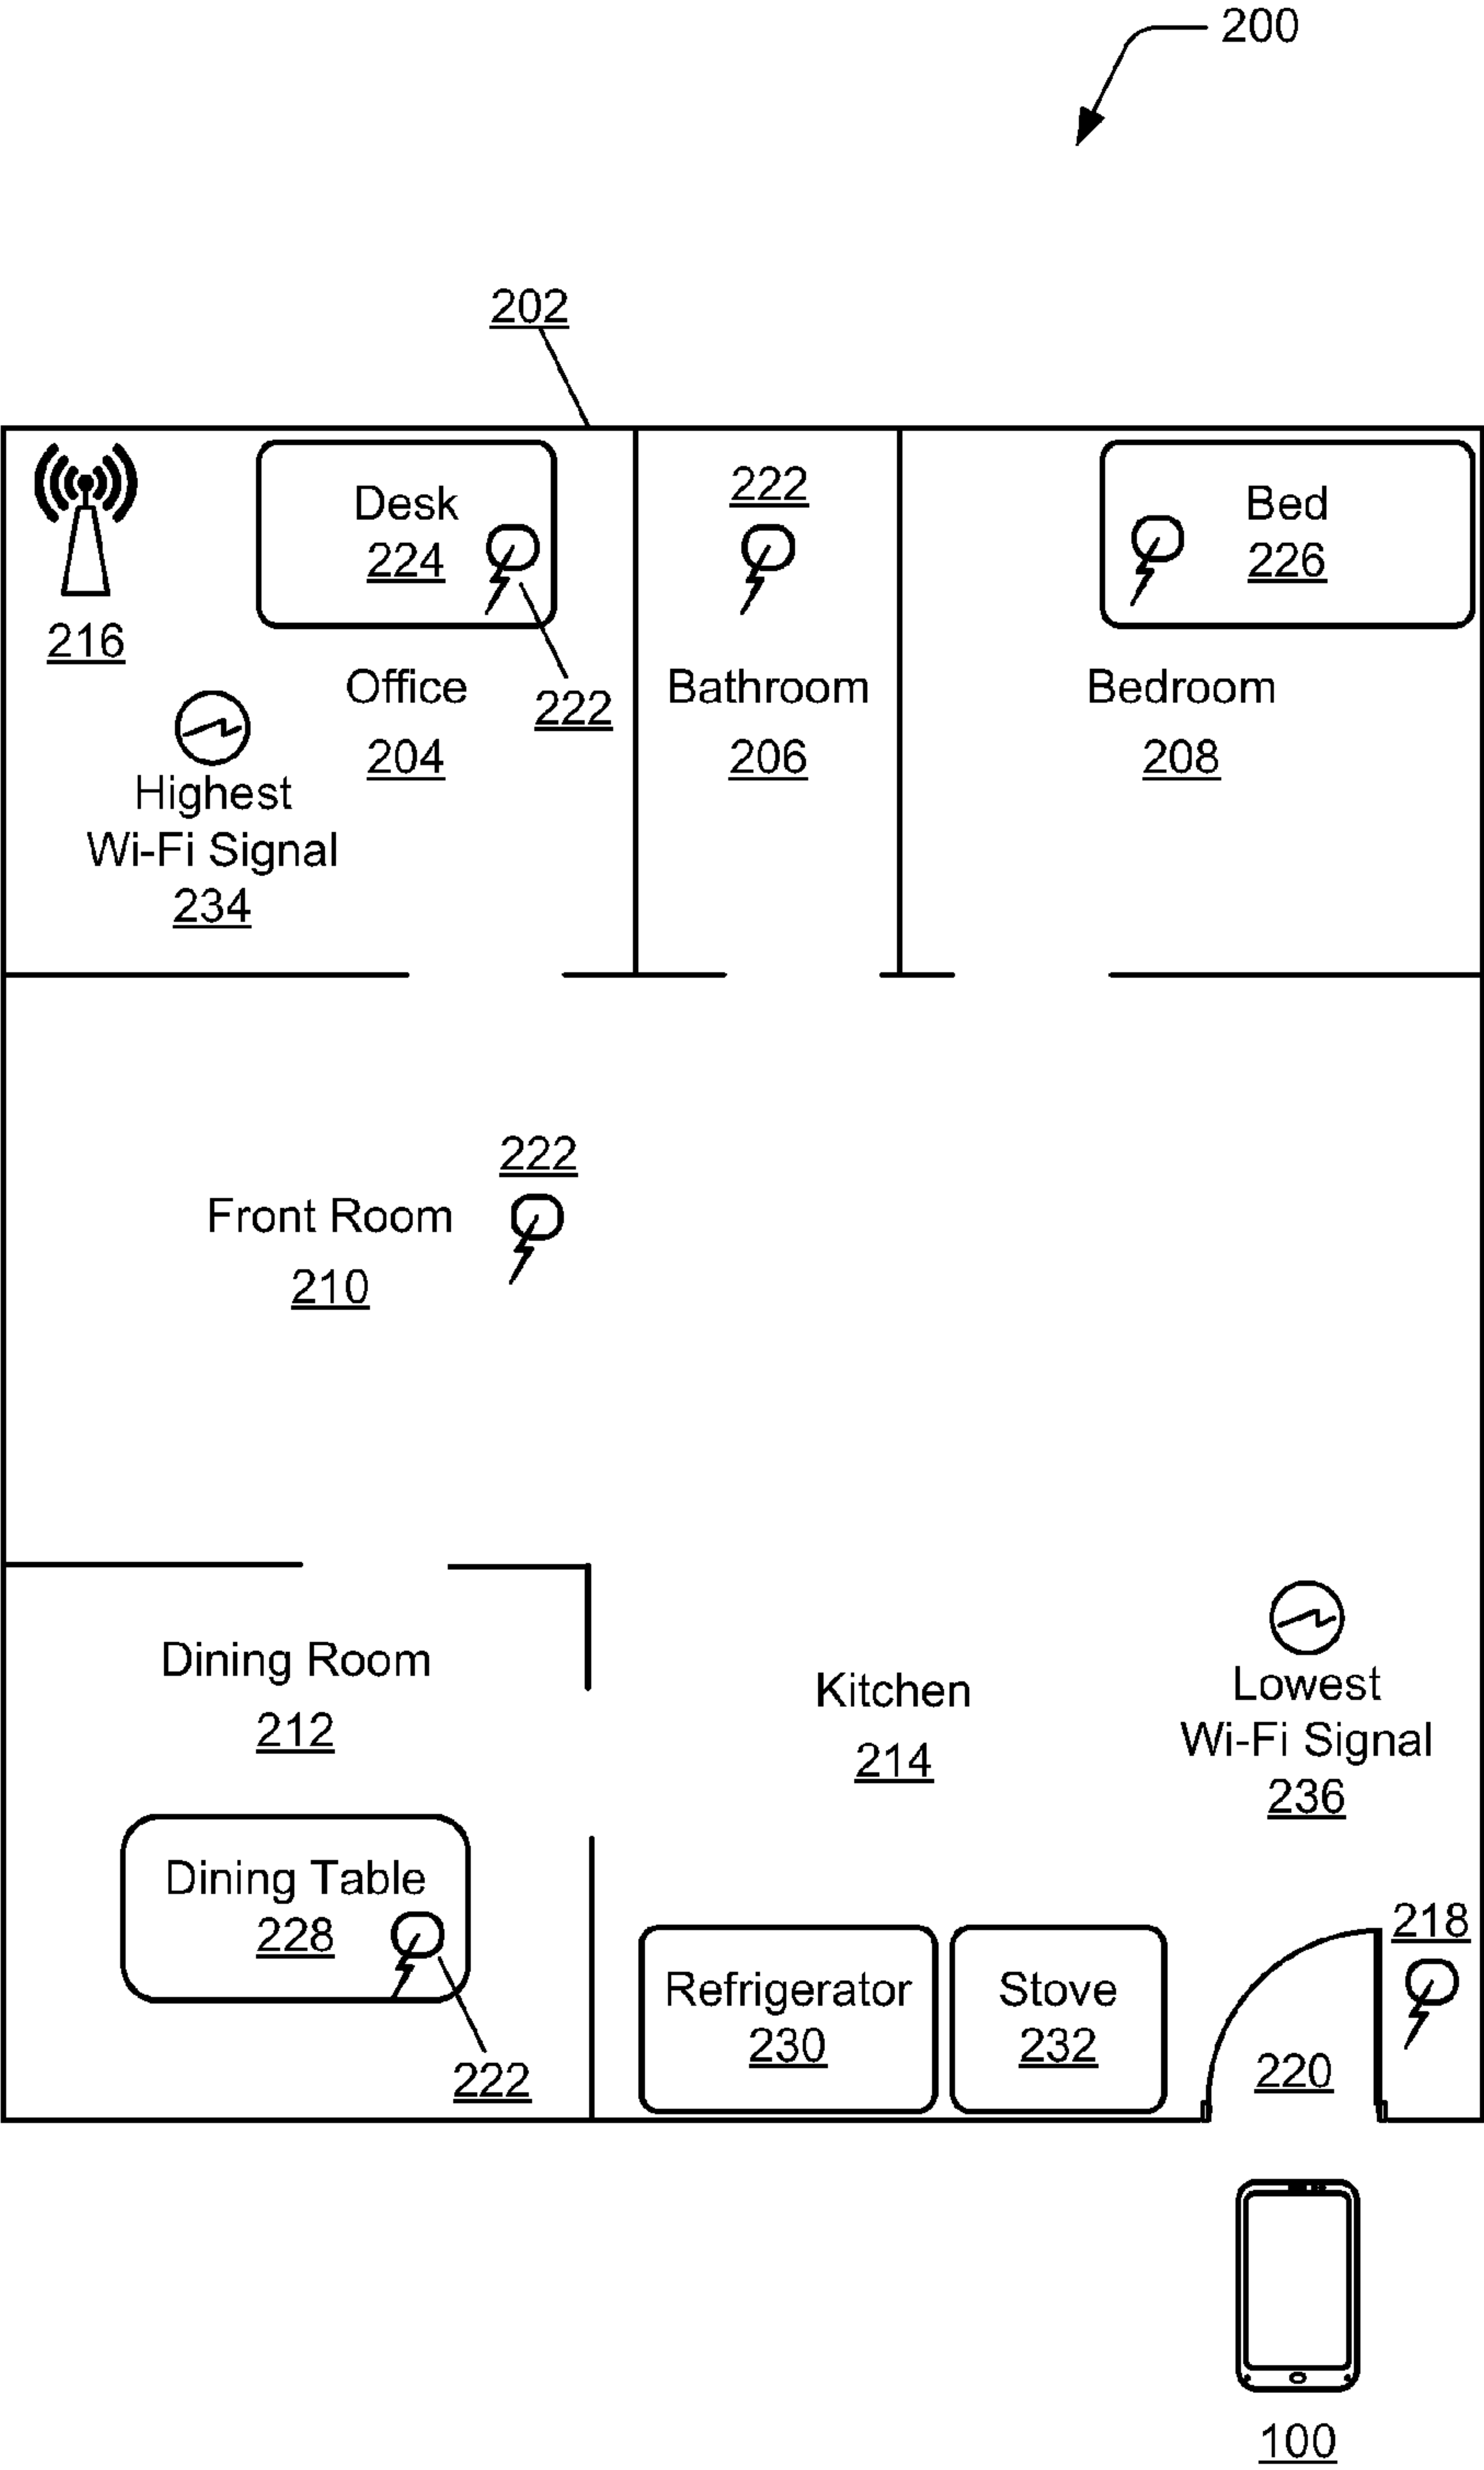 200
202
Desk
224
222
Bed
226
216
Office
204
222
Bathroom
206
Bedroom
208
Highest
Wi-Fi Signal
234
222
Front Room
210
Dining Room
212
Kitchen
214
Lowest
Wi-Fi Signal
236
Dining Table
228
222
Refrigerator
230
Stove
232
218
220
100